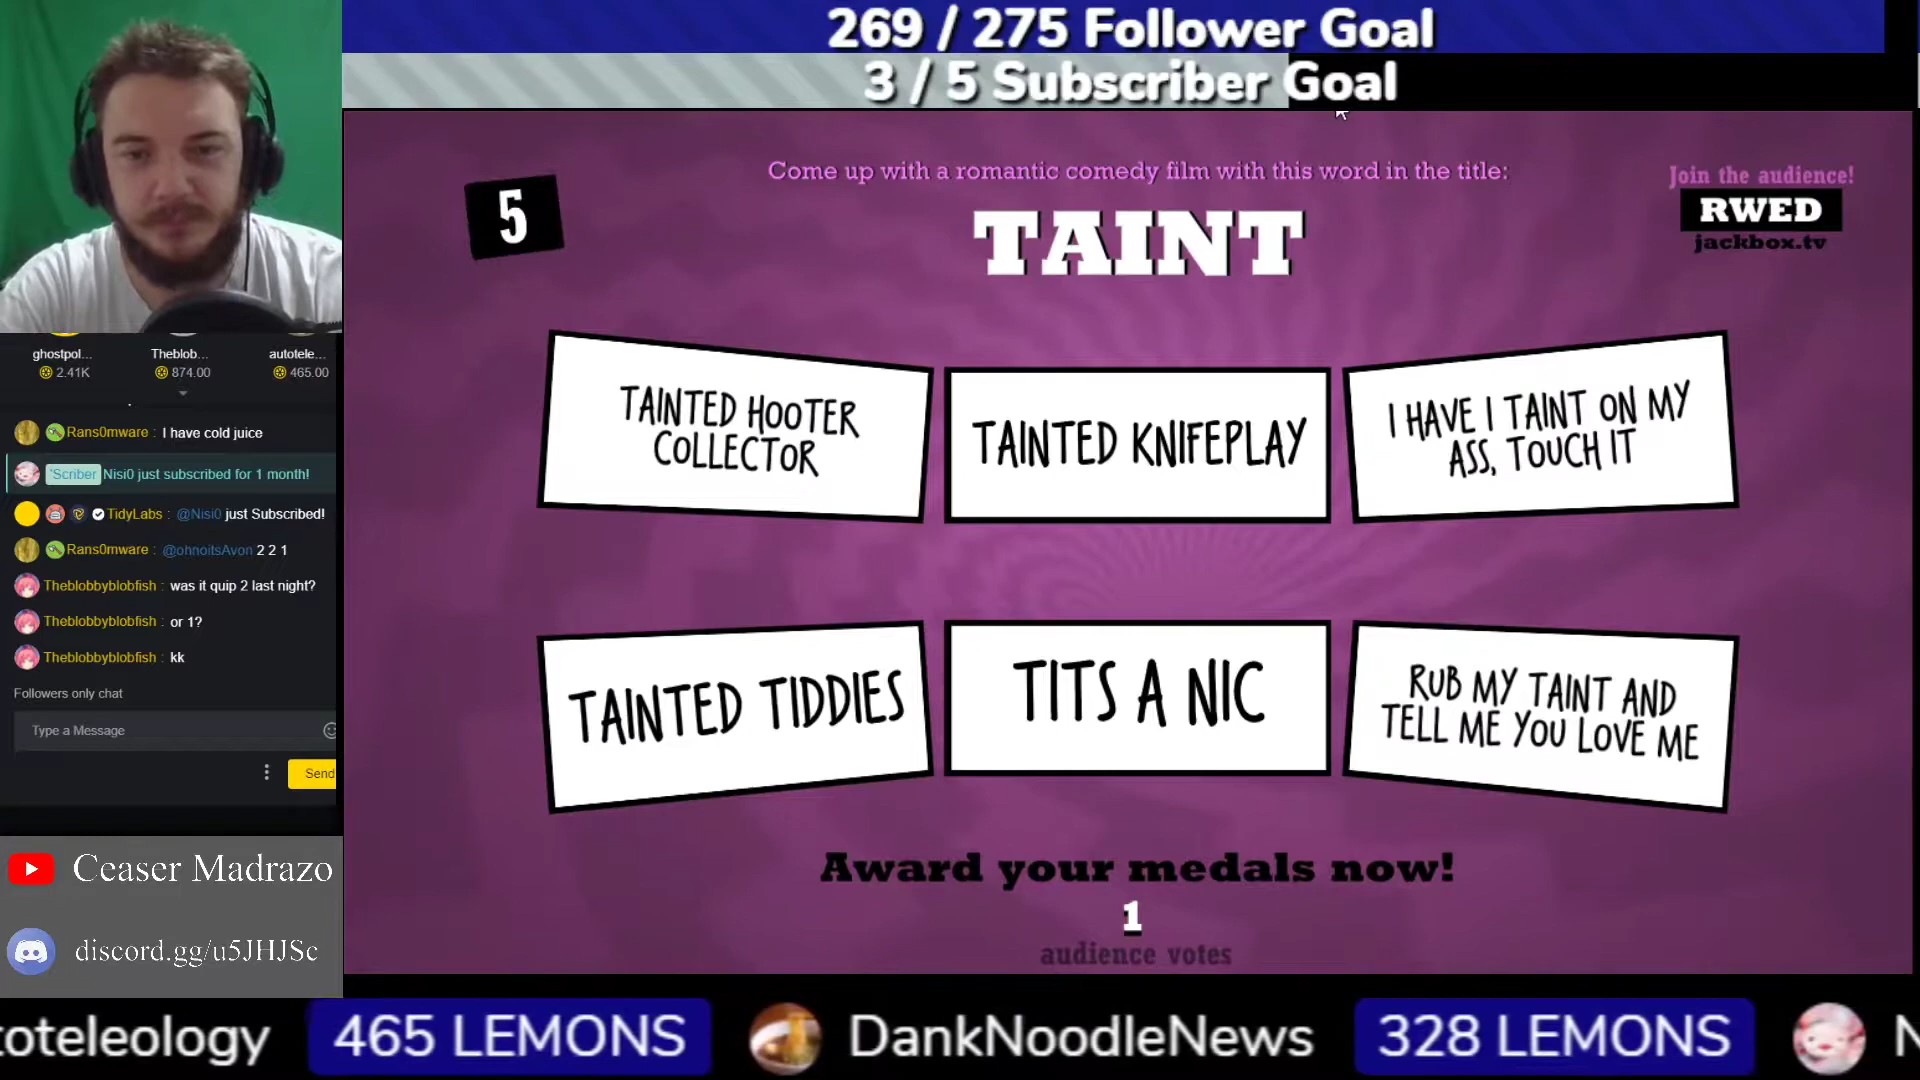 269 / 275 Follower Goal
3 / 5 Subscriber Goal
Come up with a romantic comedy film with this word in the title:
TAINT
5
Join the audience!
RWED
jackbox.tv
TAINTED HOOTER
COLLECTOR
TAINTED KNIFEPLAY
I HAVE I TAINT ON MY
ASS, TOUCH IT
TAINTED TIDDIES
TITS A NIC
RUB MY TAINT AND
TELL ME YOU LOVE ME
Award your medals now!
1
audience votes
ghostpol... Theblob... autotele...
2.41K 874.00 465.00
Rans0mware : I have cold juice
'Scriber Nisi0 just subscribed for 1 month!
TidyLabs : @Nisi0 just Subscribed!
Rans0mware : @ohnoitsAvon 2 2 1
Theblobbyblobfish : was it quip 2 last night?
Theblobbyblobfish : or 1?
Theblobbyblobfish : kk
Followers only chat
Type a Message
Send
Ceaser Madrazo
discord.gg/u5JHJSc
toteleology 465 LEMONS DankNoodleNews 328 LEMONS N